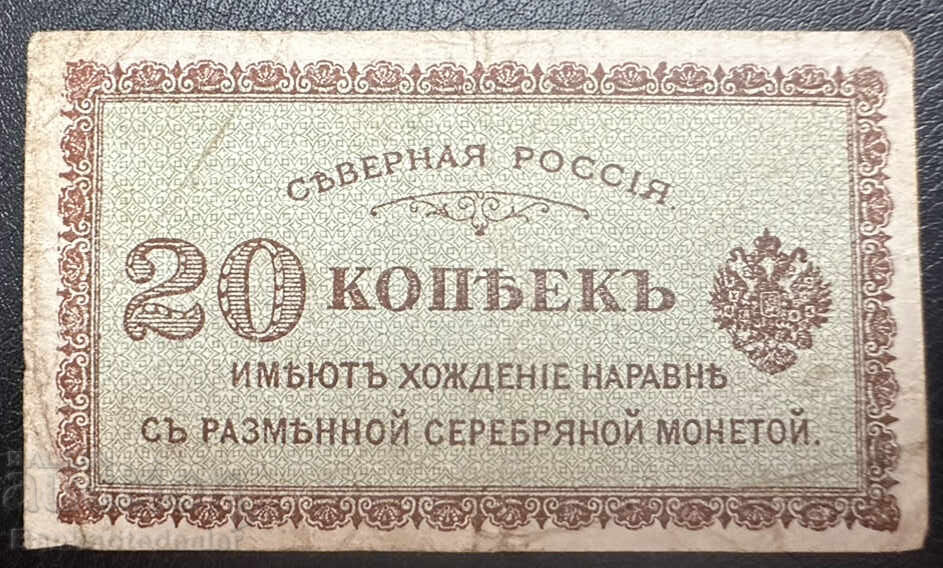 СѢВЕРНАЯ РОССІЯ.
20 КОПѢЕКЪ
ИМѢЮТЪ ХОЖДЕНІЕ НАРАВНѢ
СЪ РАЗМѢННОЙ СЕРЕБРЯНОЙ МОНЕТОЙ.